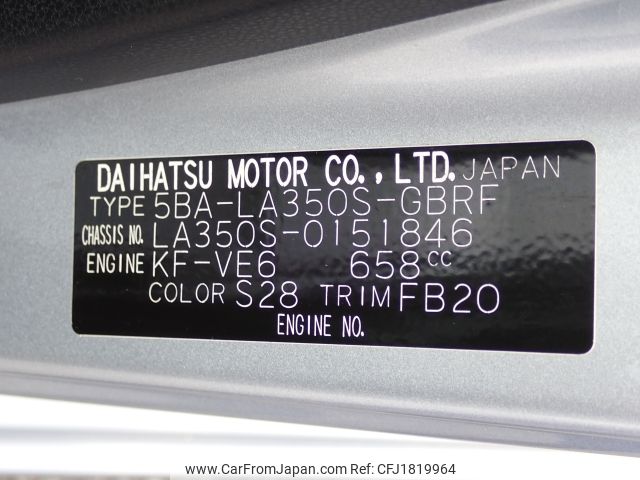 DAIHATSU MOTOR CO., LTD. JAPAN
TYPE 5BA-LA350S-GBRF
CHASSIS NO. LA350S-0151846
ENGINE KF-VE6 658cc
COLOR S28 TRIM FB20
ENGINE NO.
www.CarFromJapan.com CFJ1819964